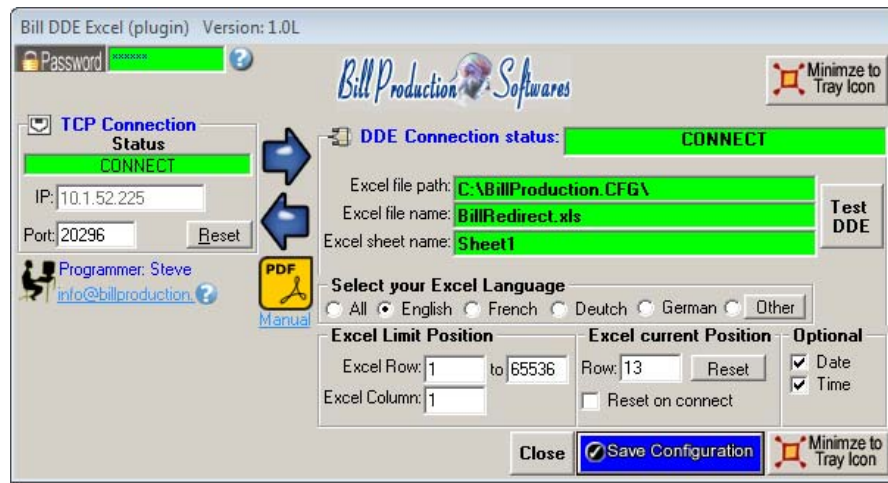 Bill DDE Excel (plugin) Version: 1.0L
Password ******
?
Bill Production Softwares
Minimze to
Tray Icon
TCP Connection
Status
CONNECT
IP: 10.1.52.225
Port: 20296 Reset
Programmer: Steve
info@billproduction. ?
PDF
Manual
DDE Connection status: CONNECT
Excel file path: C:\BillProduction.CFG\
Excel file name: BillRedirect.xls
Excel sheet name: Sheet1
Test
DDE
Select your Excel Language
All English French Deutch German Other
Excel Limit Position
Excel Row: 1 to 65536
Excel Column: 1
Excel current Position
Row: 13 Reset
Reset on connect
Optional
Date
Time
Close Save Configuration
Minimze to
Tray Icon